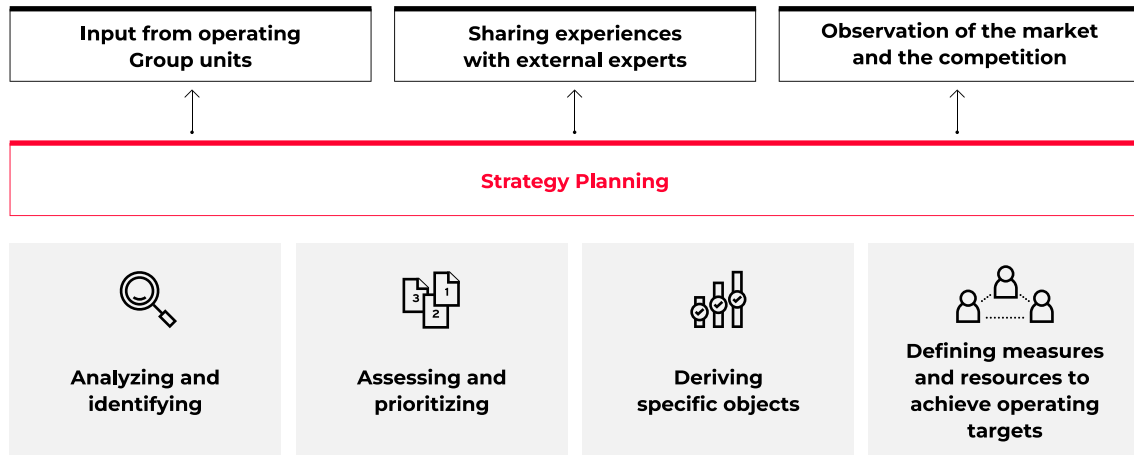 Input from operating
Group units
Sharing experiences
with external experts
Observation of the market
and the competition
Strategy Planning
3
1
2
Analyzing and
identifying
Assessing and
prioritizing
Deriving
specific objects
Defining measures
and resources to
achieve operating
targets